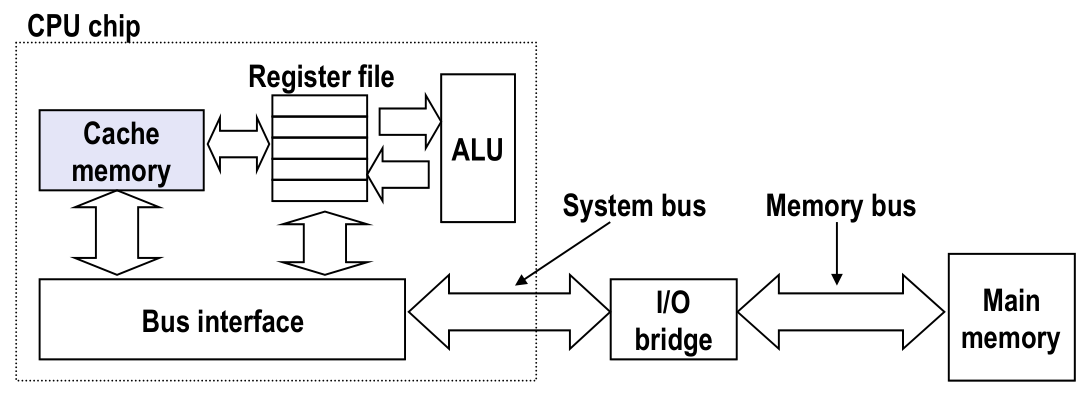 CPU chip
Register file
Cache
memory
ALU
System bus
Memory bus
Bus interface
I/O
bridge
Main
memory